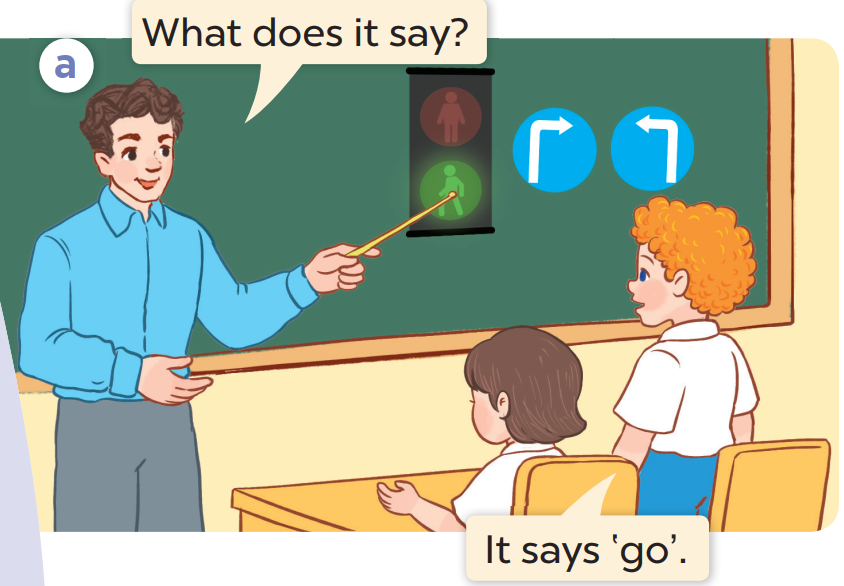 What does it say?
a
It says ‘go’.